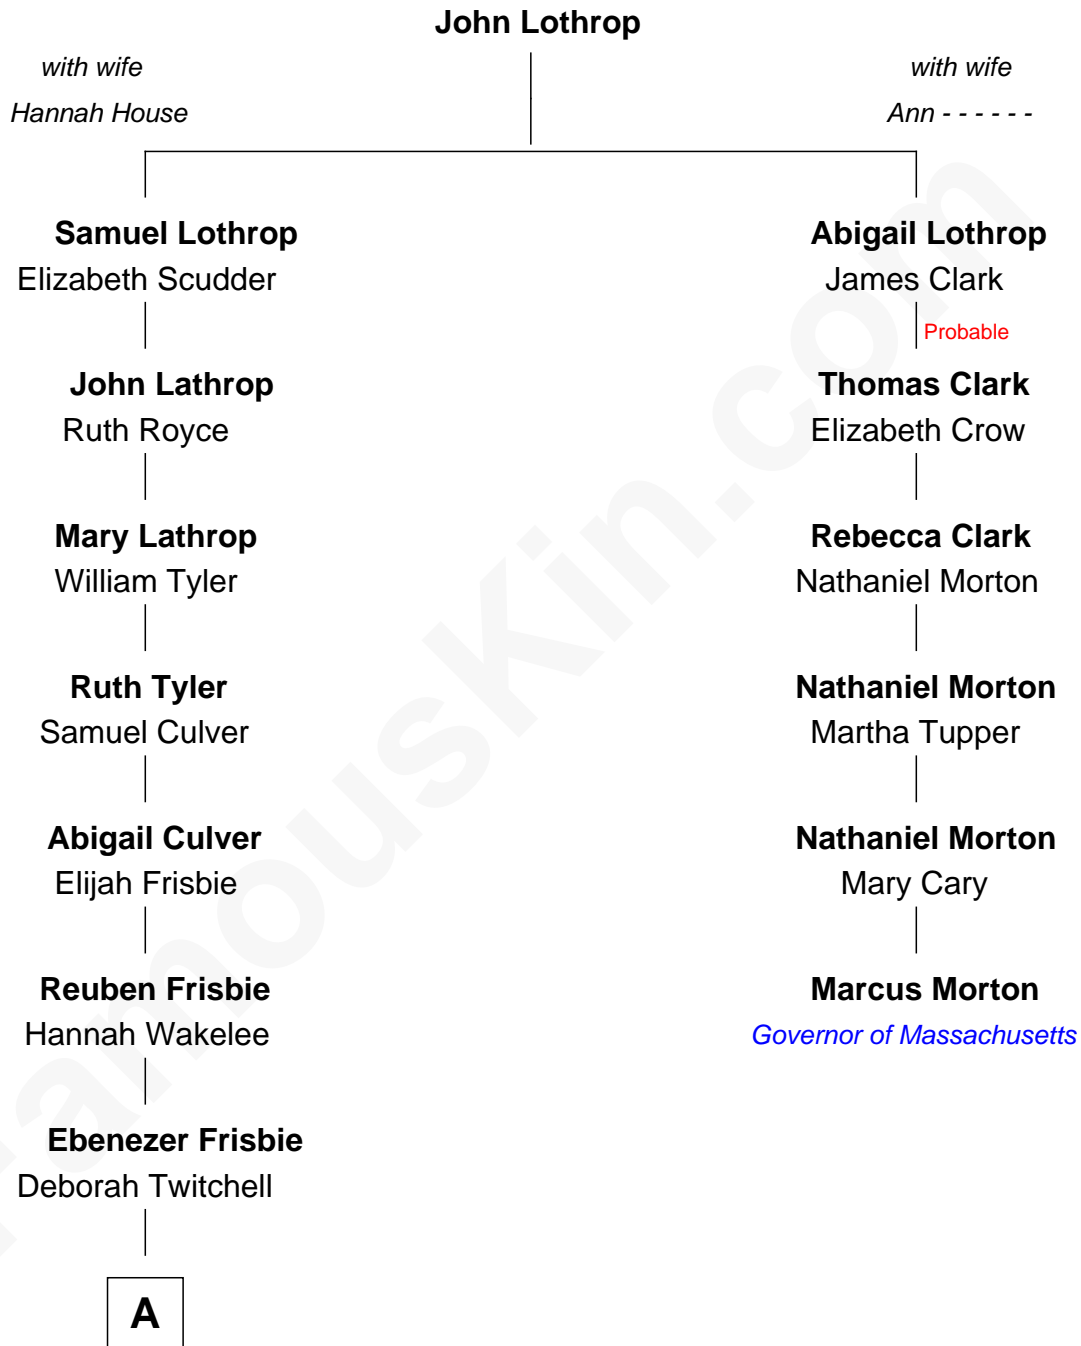 John Lothrop
with wife
Hannah House
with wife
Ann - - - - - -
Samuel Lothrop
Elizabeth Scudder
Abigail Lothrop
James Clark
Probable
John Lathrop
Ruth Royce
Thomas Clark
Elizabeth Crow
Mary Lathrop
William Tyler
Rebecca Clark
Nathaniel Morton
Ruth Tyler
Samuel Culver
Nathaniel Morton
Martha Tupper
Abigail Culver
Elijah Frisbie
Nathaniel Morton
Mary Cary
Reuben Frisbie
Hannah Wakelee
Marcus Morton
Governor of Massachusetts
Ebenezer Frisbie
Deborah Twitchell
A
FamousKin.com